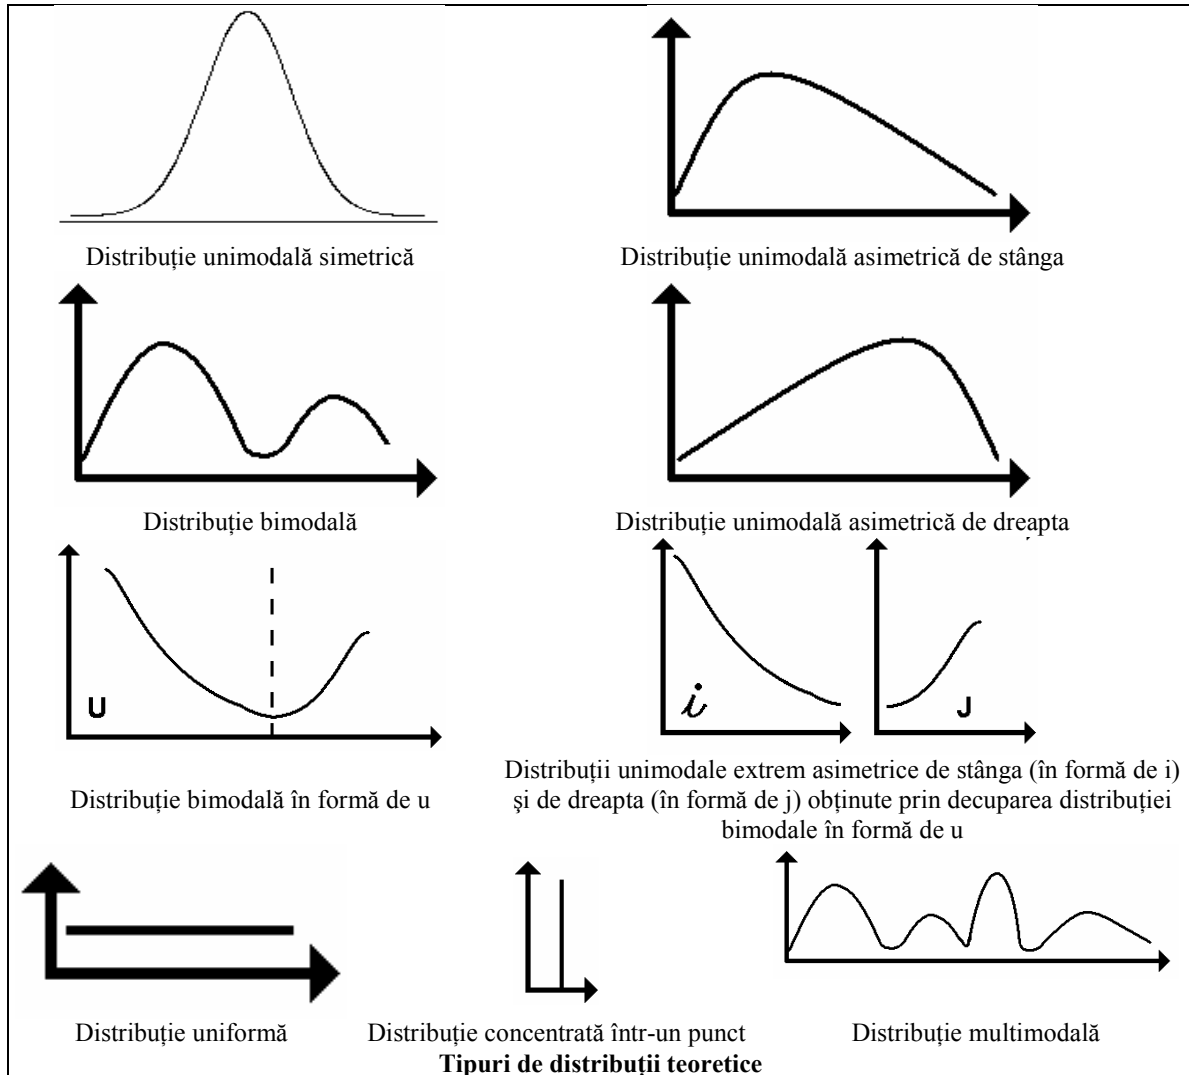 Distribuție unimodală simetrică
Distribuție unimodală asimetrică de stânga
Distribuție bimodală
Distribuție unimodală asimetrică de dreapta
U
i
J
Distribuție bimodală în formă de u
Distribuții unimodale extrem asimetrice de stânga (în formă de i)
şi de dreapta (în formă de j) obținute prin decuparea distribuției
bimodale în formă de u
Distribuție uniformă
Distribuție concentrată într-un punct
Distribuție multimodală
Tipuri de distribuții teoretice